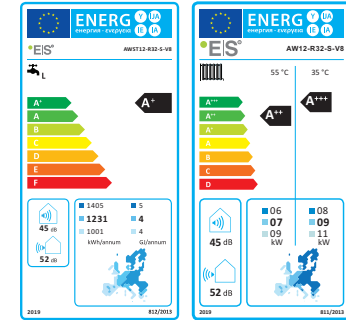 ENERG Y UA
енергия · ενεργεια IE IA
EIS AWST12-R32-S-V8
L
A+
A+
A
B
C
D
E
F
1405 5
1231 4
1001 4
kWh/annum GJ/annum
45 dB
52 dB
2019 812/2013
ENERG Y UA
енергия · ενεργεια IE IA
EIS AW12-R32-S-V8
55 °C 35 °C
A+++
A++
A+
A
B
C
D
A++
A+++
06 08
07 09
09 11
kW kW
45 dB
52 dB
2019 811/2013